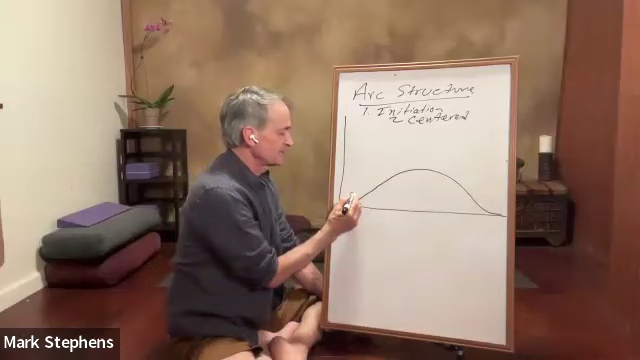 Arc Structure
1. Initiation
2 Centered
Mark Stephens